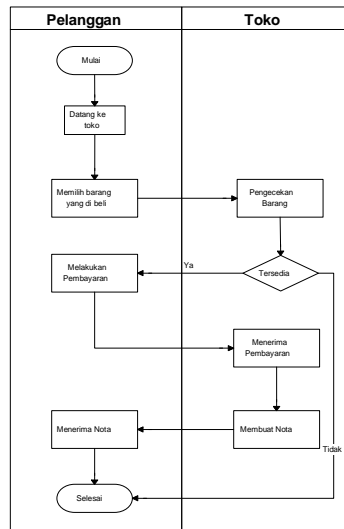 Pelanggan
Toko
Mulai
Datang ke
toko
Memilih barang
yang di beli
Pengecekan
Barang
Tersedia
Ya
Melakukan
Pembayaran
Menerima
Pembayaran
Menerima Nota
Membuat Nota
Tidak
Selesai